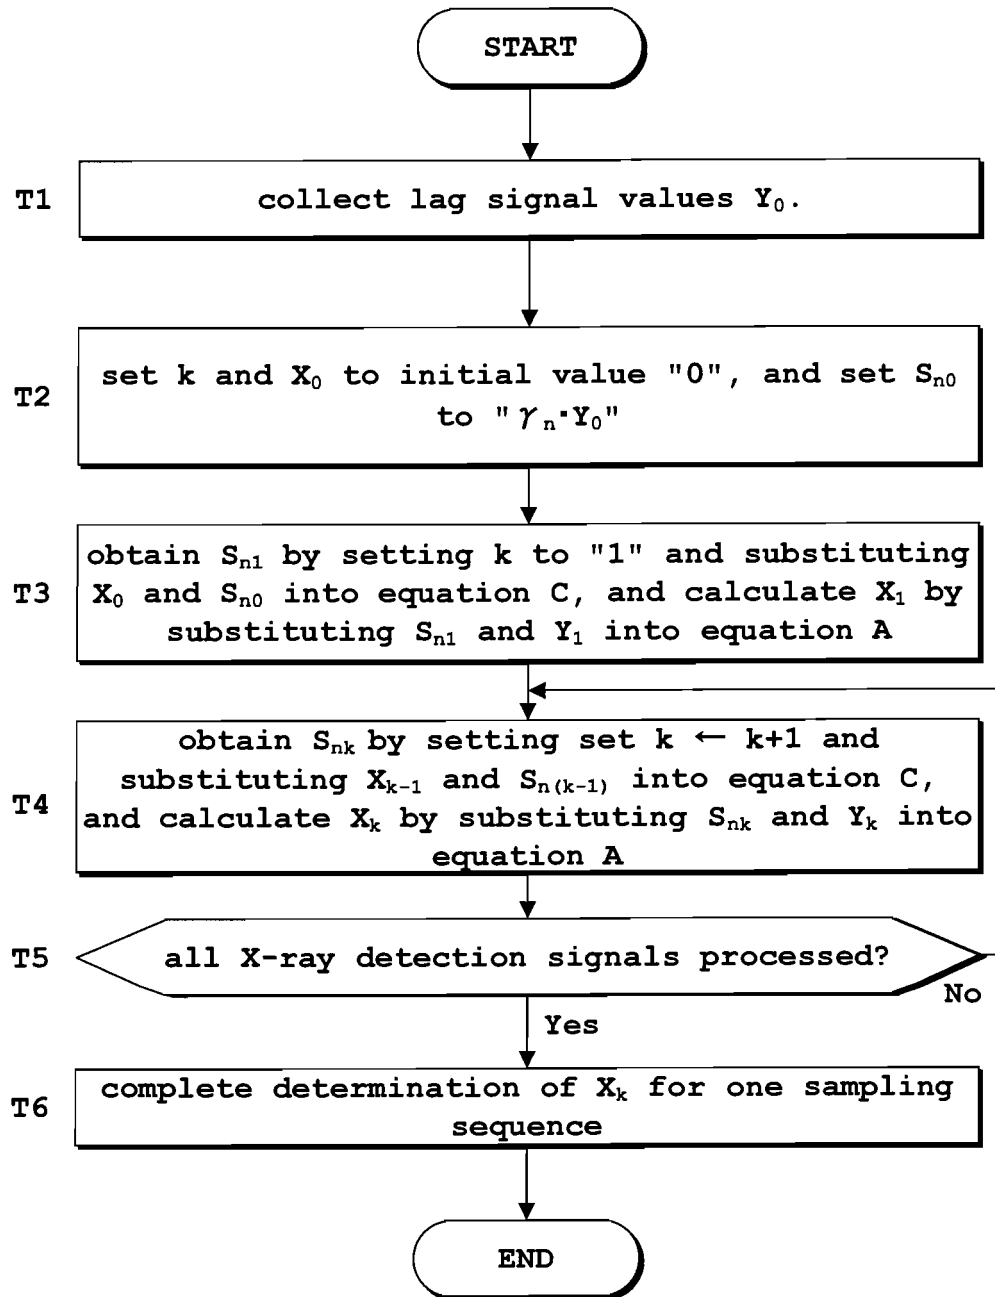 START
T1
collect lag signal values Y₀.
T2
set k and X₀ to initial value "0", and set Sₙ₀
to "γₙ·Y₀"
T3
obtain Sₙ₁ by setting k to "1" and substituting
X₀ and Sₙ₀ into equation C, and calculate X₁ by
substituting Sₙ₁ and Y₁ into equation A
T4
obtain Sₙₖ by setting set k ← k+1 and
substituting Xₖ₋₁ and Sₙ₍ₖ₋₁₎ into equation C,
and calculate Xₖ by substituting Sₙₖ and Yₖ into
equation A
T5
all X-ray detection signals processed?
No
Yes
T6
complete determination of Xₖ for one sampling
sequence
END